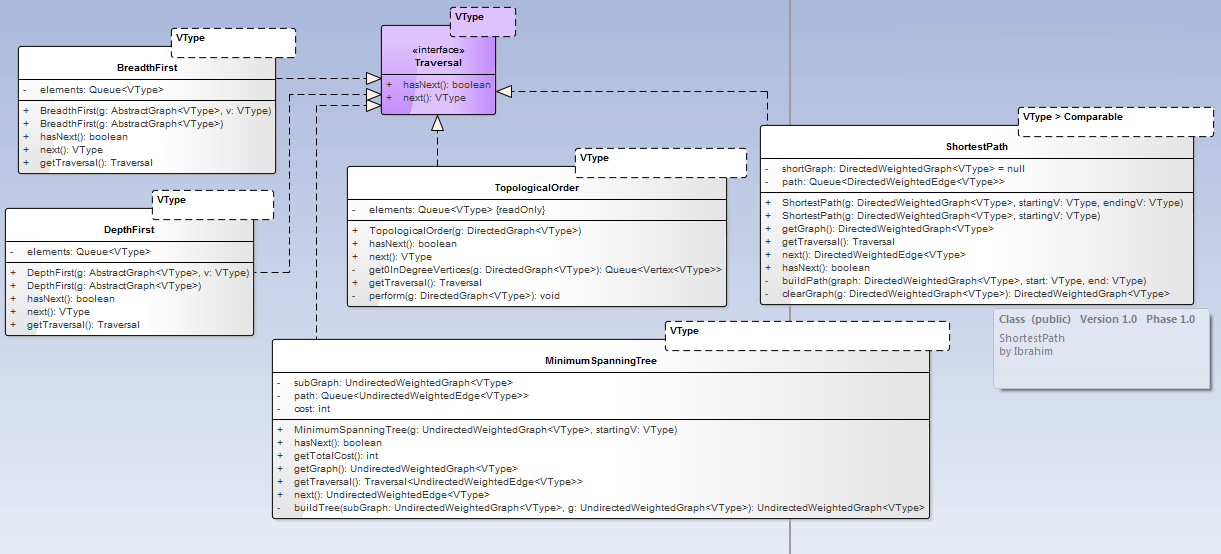 VType
BreadthFirst
- elements: Queue<VType>
+ BreadthFirst(g: AbstractGraph<VType>, v: VType)
+ BreadthFirst(g: AbstractGraph<VType>)
+ hasNext(): boolean
+ next(): VType
+ getTraversal(): Traversal
VType
«interface»
Traversal
+ hasNext(): boolean
+ next(): VType
VType > Comparable
ShortestPath
- shortGraph: DirectedWeightedGraph<VType> = null
- path: Queue<DirectedWeightedEdge<VType>>
+ ShortestPath(g: DirectedWeightedGraph<VType>, startingV: VType, endingV: VType)
+ ShortestPath(g: DirectedWeightedGraph<VType>, startingV: VType)
+ getGraph(): DirectedWeightedGraph<VType>
+ getTraversal(): Traversal
+ next(): DirectedWeightedEdge<VType>
+ hasNext(): boolean
- buildPath(graph: DirectedWeightedGraph<VType>, start: VType, end: VType)
- clearGraph(g: DirectedWeightedGraph<VType>): DirectedWeightedGraph<VType>
VType
TopologicalOrder
- elements: Queue<VType> {readOnly}
+ TopologicalOrder(g: DirectedGraph<VType>)
+ hasNext(): boolean
+ next(): VType
- get0InDegreeVertices(g: DirectedGraph<VType>): Queue<Vertex<VType>>
+ getTraversal(): Traversal
- perform(g: DirectedGraph<VType>): void
VType
DepthFirst
- elements: Queue<VType>
+ DepthFirst(g: AbstractGraph<VType>, v: VType)
+ DepthFirst(g: AbstractGraph<VType>)
+ hasNext(): boolean
+ next(): VType
+ getTraversal(): Traversal
Class (public) Version 1.0 Phase 1.0
ShortestPath
by Ibrahim
VType
MinimumSpanningTree
- subGraph: UndirectedWeightedGraph<VType>
- path: Queue<UndirectedWeightedEdge<VType>>
- cost: int
+ MinimumSpanningTree(g: UndirectedWeightedGraph<VType>, startingV: VType)
+ hasNext(): boolean
+ getTotalCost(): int
+ getGraph(): UndirectedWeightedGraph<VType>
+ getTraversal(): Traversal<UndirectedWeightedEdge<VType>>
+ next(): UndirectedWeightedEdge<VType>
- buildTree(subGraph: UndirectedWeightedGraph<VType>, g: UndirectedWeightedGraph<VType>): UndirectedWeightedGraph<VType>